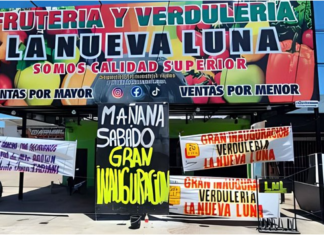 FRUTERIA Y VERDULERIA
LA NUEVA LUNA
SOMOS CALIDAD SUPERIOR
VENTAS POR MAYOR
VENTAS POR MENOR
MAÑANA
SABADO
GRAN
INAUGURACION
GRAN INAUGURACION
VERDULERIA
LA NUEVA LUNA
GRAN INAUGURACION
VERDULERIA
LA NUEVA LUNA